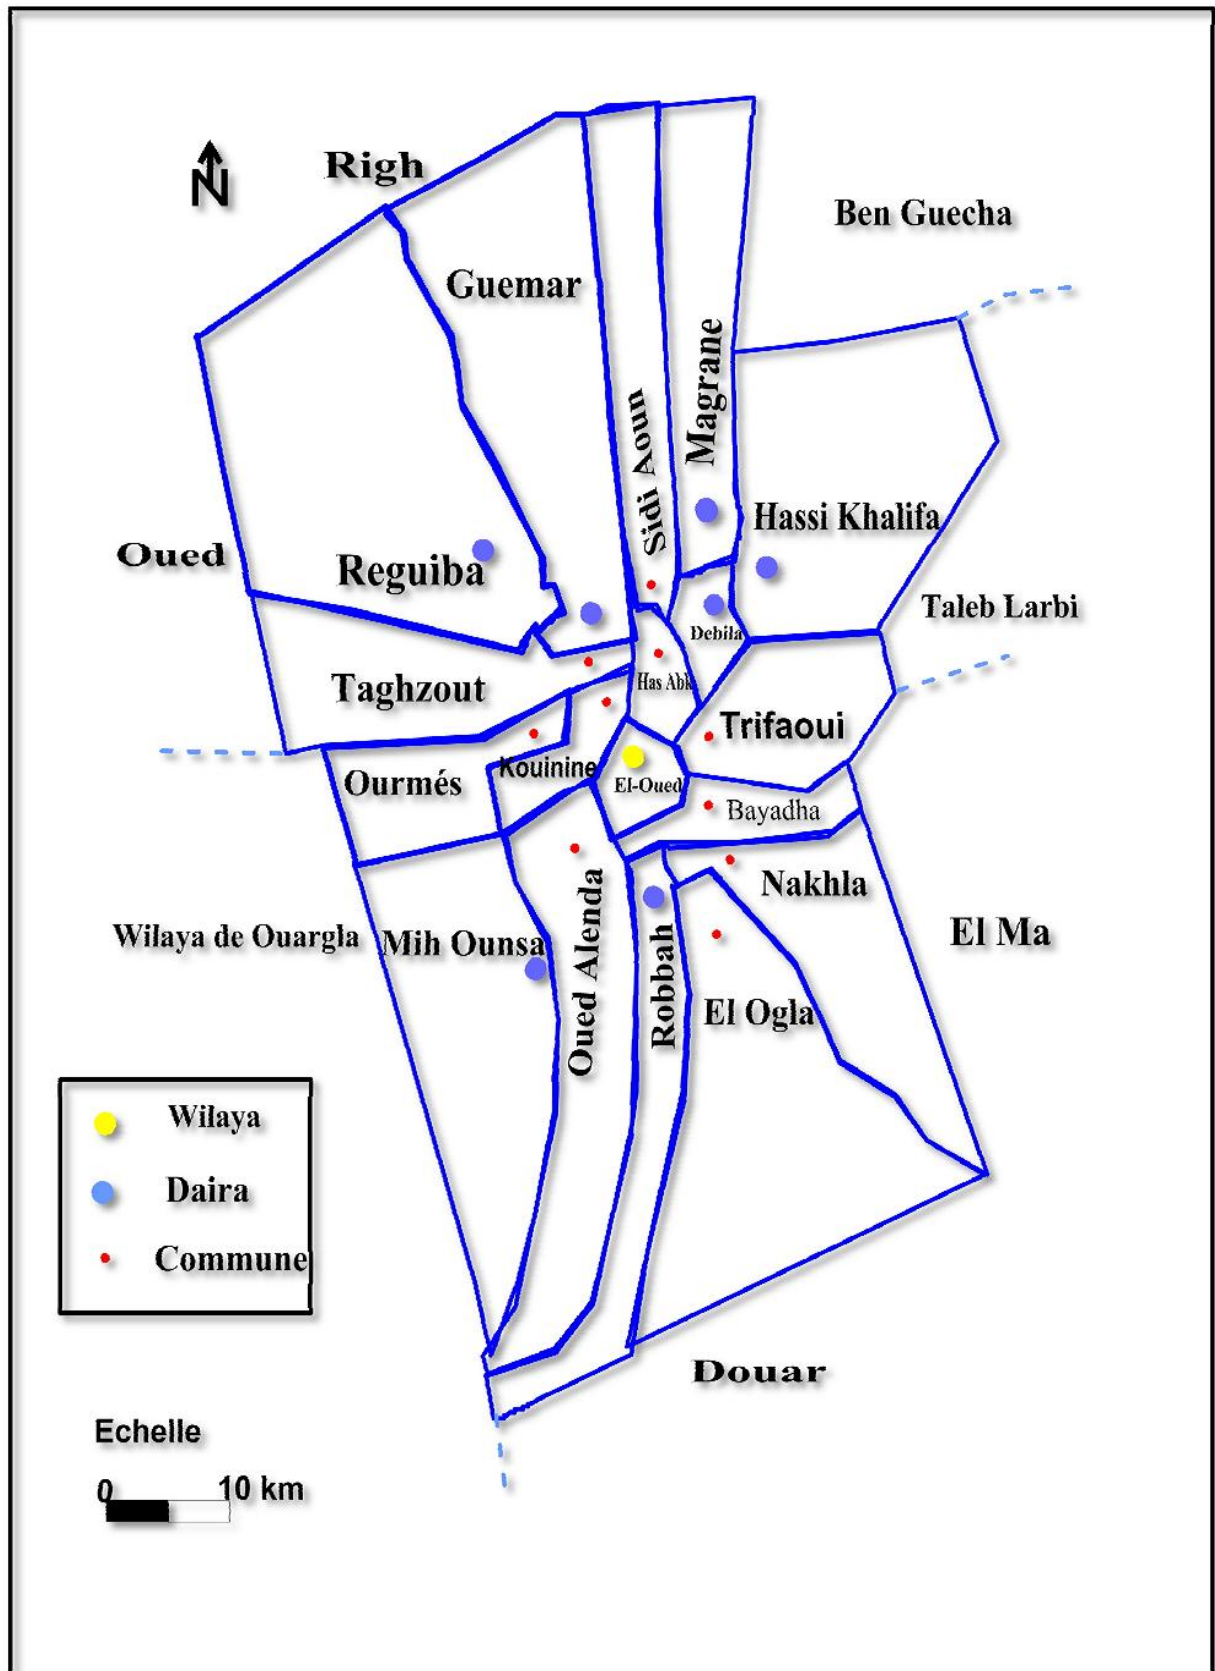 N
Righ
Ben Guecha
Guemar
Magrane
Sidi Aoun
Hassi Khalifa
Oued
Reguiba
Taleb Larbi
Debila
Has Abk
Taghzout
Trifaoui
Kouinine
Ourmés
El-Oued
Bayadha
Nakhla
Oued Alenda
Robbah
Wilaya de Ouargla
Mih Ounsa
El Ma
El Ogla
Wilaya
Daira
Commune
Douar
Echelle
0 10 km